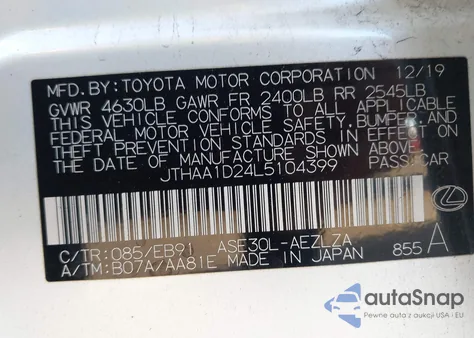 MFD. BY: TOYOTA MOTOR CORPORATION 12/19
GVWR 4630LB GAWR FR 2400LB RR 2545LB
THIS VEHICLE CONFORMS TO ALL APPLICABLE
FEDERAL MOTOR VEHICLE SAFETY, BUMPER, AND
THEFT PREVENTION STANDARDS IN EFFECT ON
THE DATE OF MANUFACTURE SHOWN ABOVE.
JTHAA1D24L5104399 PASS. CAR
C/TR: 085/EB91 ASE30L-AEZLZA
A/TM: B07A/AA81E MADE IN JAPAN 855 A
autaSnap
Pewne auta z USA i EU